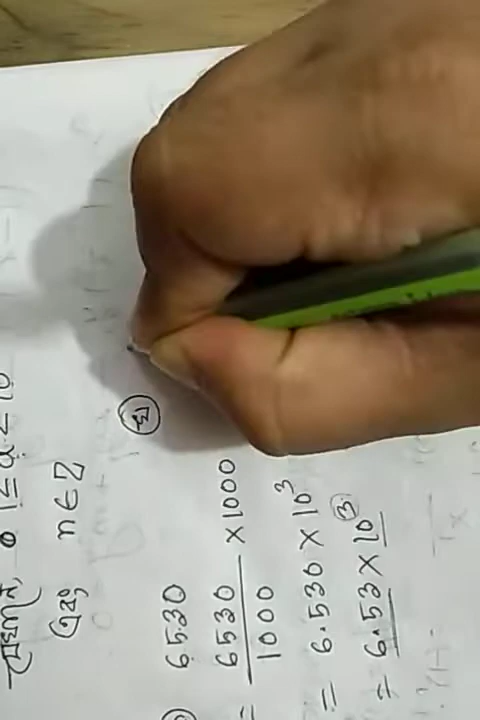 যেখানে, 1 ≤ a < 10
এবং n ∈ Z
6530
= 6530/1000 × 1000
= 6.530 × 10³
= 6.53 × 10³